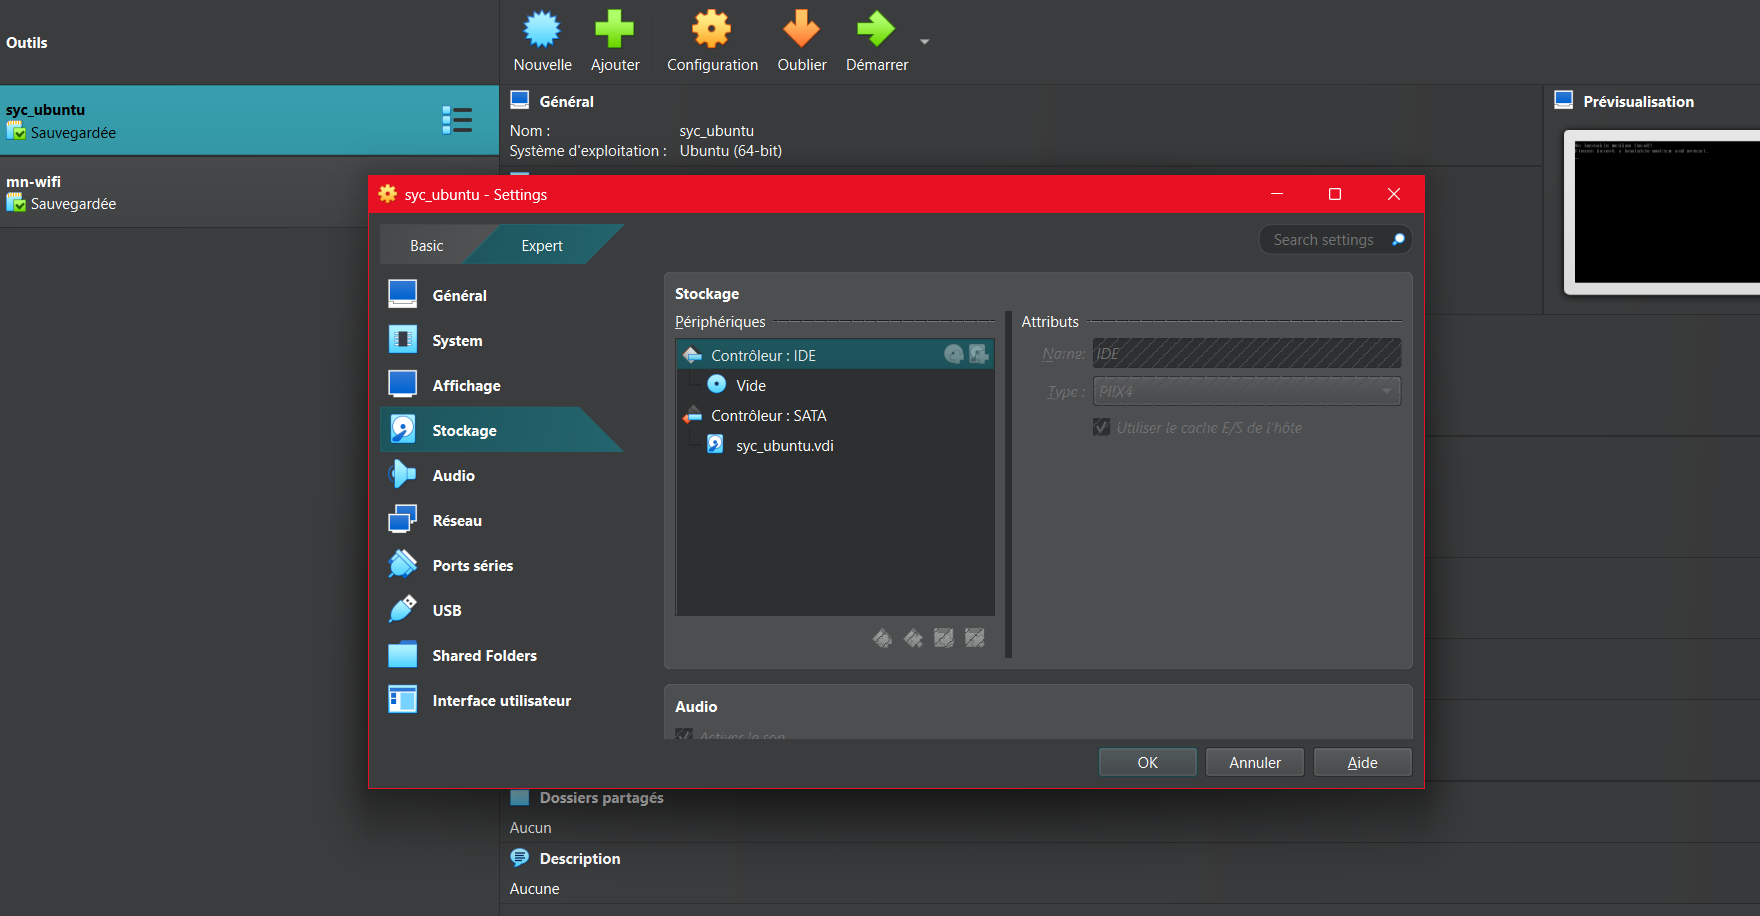 Outils
Nouvelle
Ajouter
Configuration
Oublier
Démarrer
syc_ubuntu
Sauvegardée
mn-wifi
Sauvegardée
Général
Nom : syc_ubuntu
Système d'exploitation : Ubuntu (64-bit)
Prévisualisation
syc_ubuntu - Settings
Basic
Expert
Search settings
Général
System
Affichage
Stockage
Audio
Réseau
Ports séries
USB
Shared Folders
Interface utilisateur
Stockage
Périphériques
Contrôleur : IDE
Vide
Contrôleur : SATA
syc_ubuntu.vdi
Attributs
Name: IDE
Type : PIIX4
Utiliser le cache E/S de l'hôte
Audio
Activer le son
OK
Annuler
Aide
Dossiers partagés
Aucun
Description
Aucune